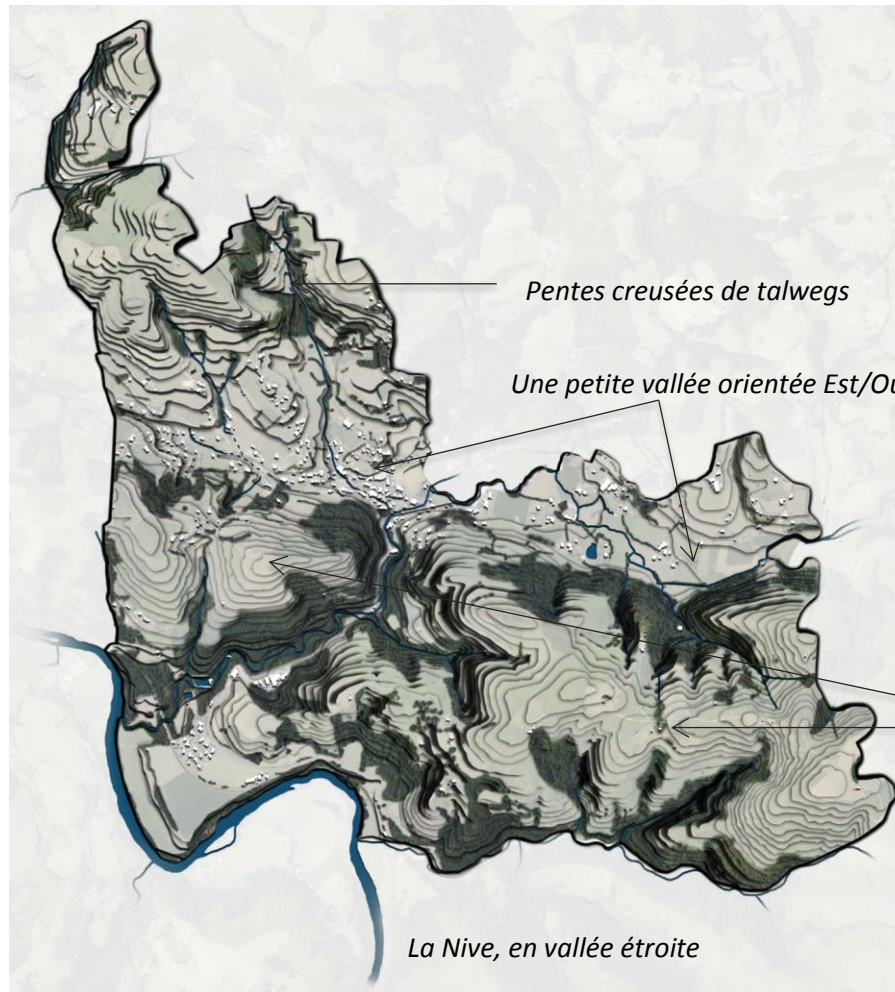 Pentes creusées de talwegs
Une petite vallée orientée Est/Ou
La Nive, en vallée étroite